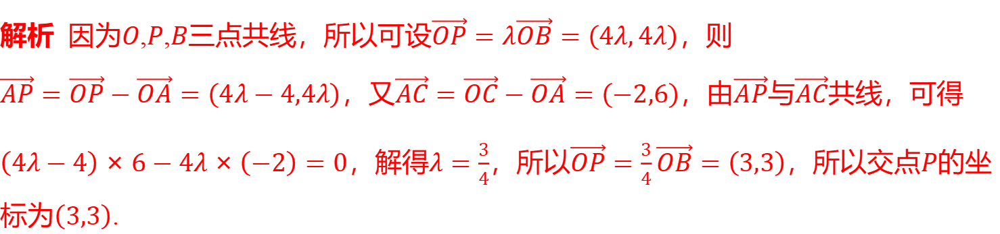 解析 因为$O$,$P$,$B$三点共线，所以可设$\overrightarrow{OP}=\lambda\overrightarrow{OB}=(4\lambda,4\lambda)$，则
$\overrightarrow{AP}=\overrightarrow{OP}-\overrightarrow{OA}=(4\lambda-4,4\lambda)$，又$\overrightarrow{AC}=\overrightarrow{OC}-\overrightarrow{OA}=(-2,6)$，由$\overrightarrow{AP}$与$\overrightarrow{AC}$共线，可得
$(4\lambda-4)\times6-4\lambda\times(-2)=0$，解得$\lambda=\frac{3}{4}$，所以$\overrightarrow{OP}=\frac{3}{4}\overrightarrow{OB}=(3,3)$，所以交点$P$的坐
标为$(3,3)$.